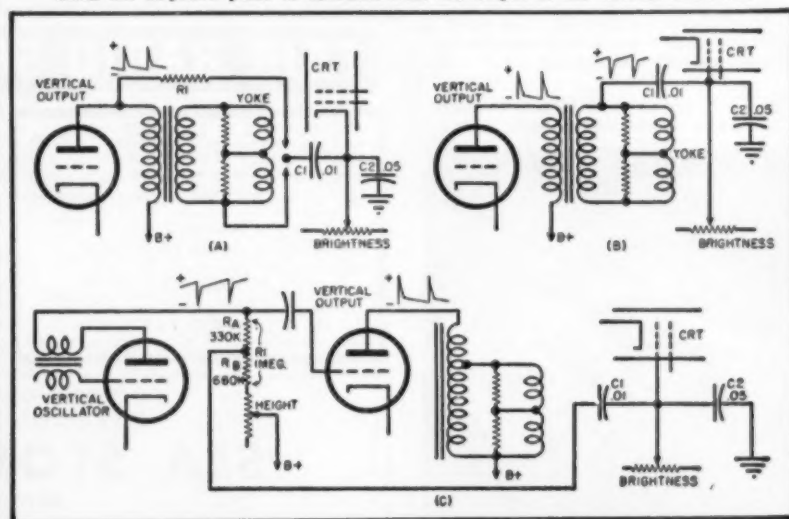 +
-
VERTICAL
OUTPUT
R1
YOKE
CRT
C1 .01
C2 .05
B+
BRIGHTNESS
(A)
+
-
VERTICAL
OUTPUT
+
-
C1 .01
CRT
C2 .05
YOKE
B+
BRIGHTNESS
(B)
+
-
VERTICAL
OUTPUT
+
-
RA
330K
R1
1MEG.
RB
680K
HEIGHT
VERTICAL
OSCILLATOR
B+
B+
CRT
C1
.01
C2
.05
BRIGHTNESS
(C)